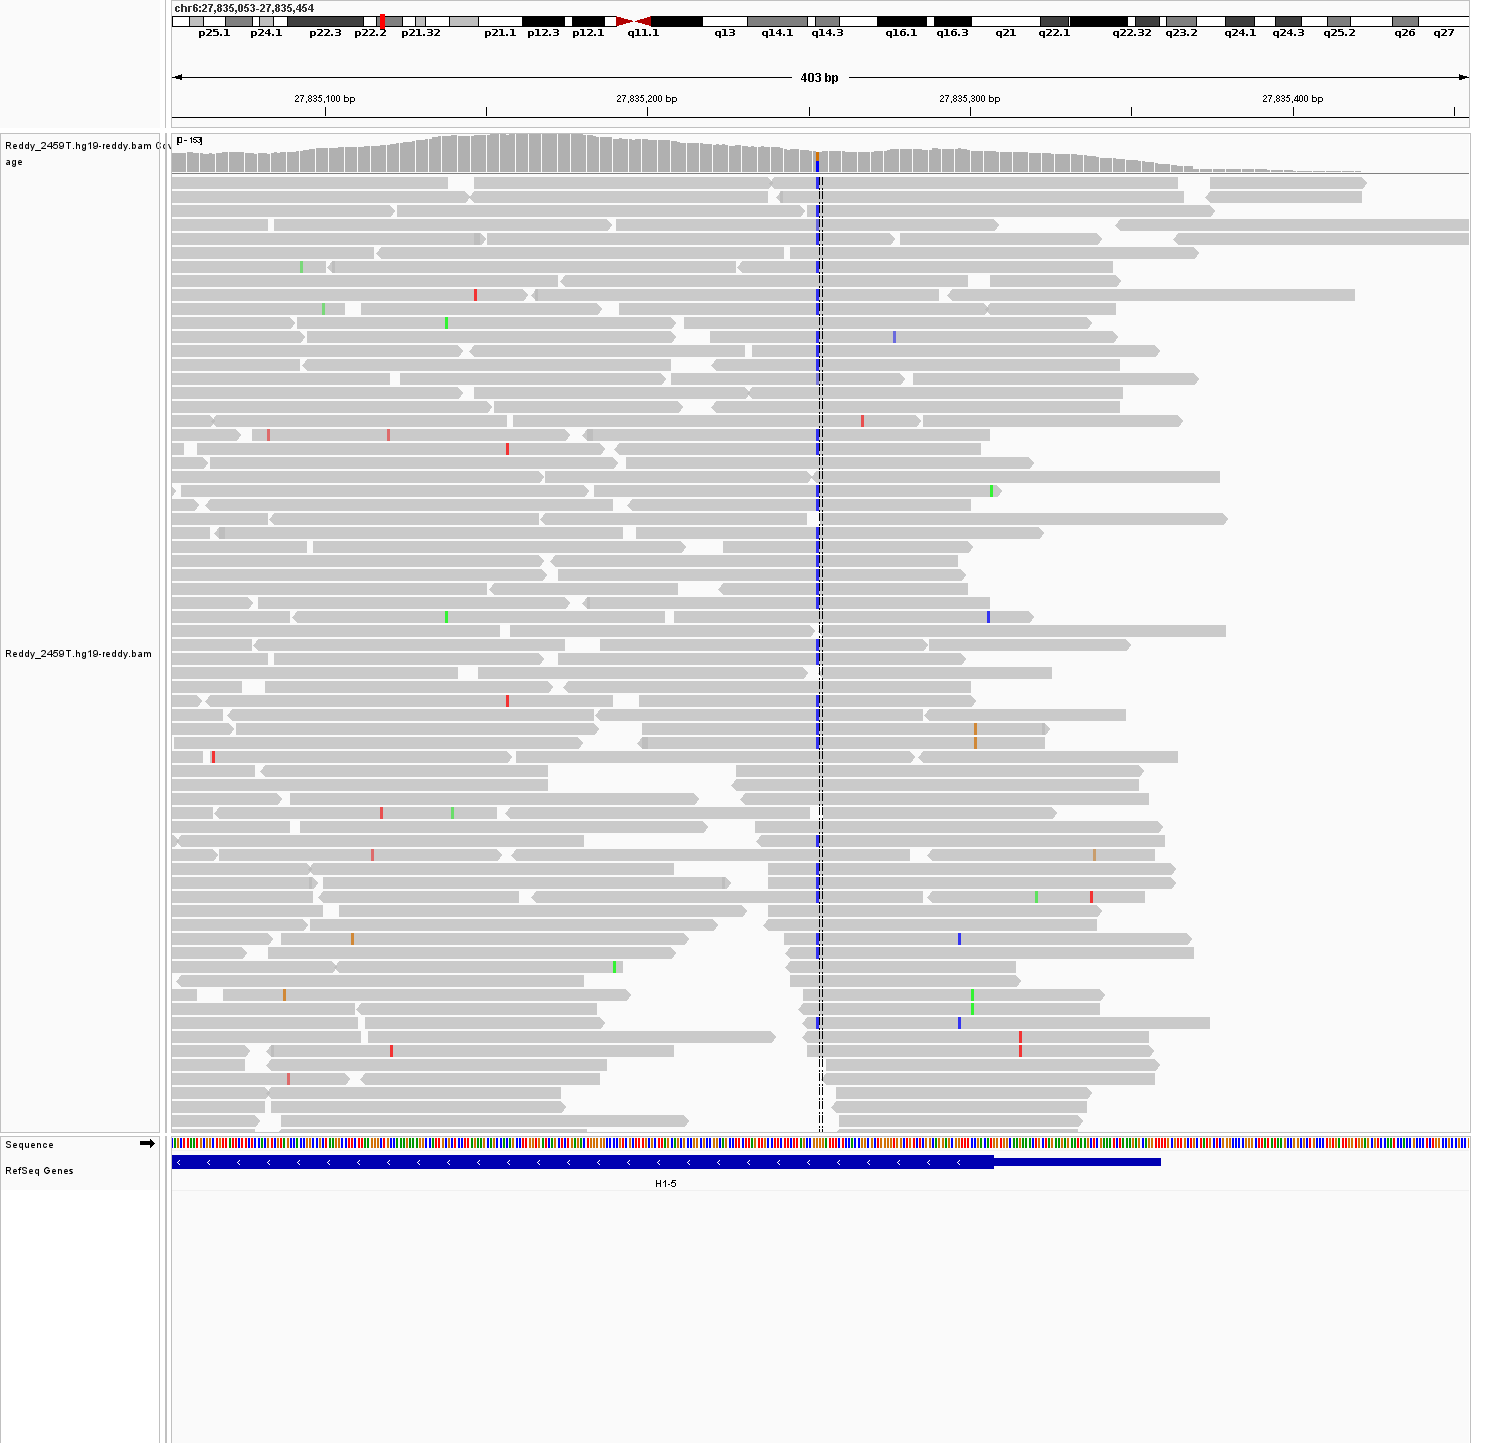 chr6:27,835,053-27,835,454
p25.1 p24.1 p22.3 p22.2 p21.32 p21.1 p12.3 p12.1 q11.1 q13 q14.1 q14.3 q16.1 q16.3 q21 q22.1 q22.32 q23.2 q24.1 q24.3 q25.2 q26 q27
403 bp
27,835,100 bp 27,835,200 bp 27,835,300 bp 27,835,400 bp
[0 - 153]
Reddy_2459T.hg19-reddy.bam Cov
age
Reddy_2459T.hg19-reddy.bam
Sequence
RefSeq Genes
H1-5